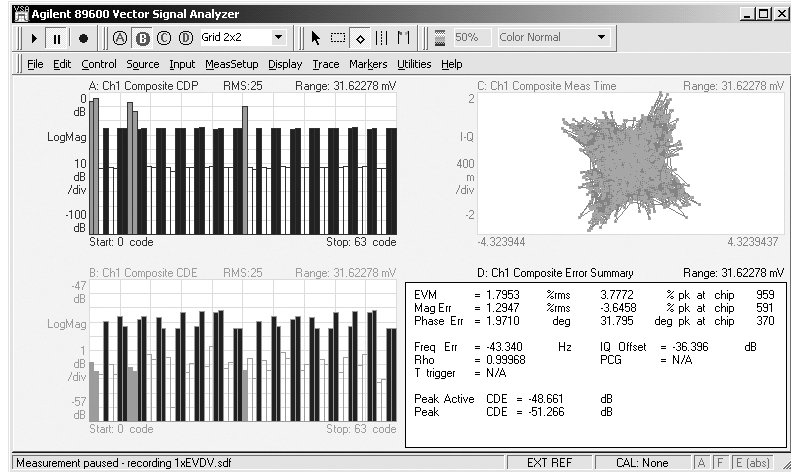 VSA Agilent 89600 Vector Signal Analyzer
A B C D Grid 2x2 50% Color Normal
File Edit Control Source Input MeasSetup Display Trace Markers Utilities Help
A: Ch1 Composite CDP RMS:25 Range: 31.62278 mV
0
dB
LogMag
10
dB
/div
-100
dB
Start: 0 code Stop: 63 code
C: Ch1 Composite Meas Time Range: 31.62278 mV
2
I-Q
400
m
/div
-2
-4.323944 4.3239437
B: Ch1 Composite CDE RMS:25 Range: 31.62278 mV
-47
dB
LogMag
1
dB
/div
-57
dB
Start: 0 code Stop: 63 code
D: Ch1 Composite Error Summary Range: 31.62278 mV
EVM = 1.7953 %rms 3.7772 % pk at chip 959
Mag Err = 1.2947 %rms -3.6458 % pk at chip 591
Phase Err = 1.9710 deg 31.795 deg pk at chip 370
Freq Err = -43.340 Hz IQ Offset = -36.396 dB
Rho = 0.99968 PCG = N/A
T trigger = N/A
Peak Active CDE = -48.661 dB
Peak CDE = -51.266 dB
Measurement paused - recording 1xEVDV.sdf EXT REF CAL: None A F E (abs)